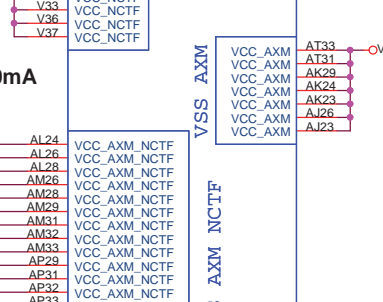 VCC_NCTF
V33 VCC_NCTF
V36 VCC_NCTF
V37 VCC_NCTF
0mA
VSS AXM
VCC_AXM AT33
VCC_AXM AT31
VCC_AXM AK29
VCC_AXM AK24
VCC_AXM AK23
VCC_AXM AJ26
VCC_AXM AJ23
V
AL24 VCC_AXM_NCTF
AL26 VCC_AXM_NCTF
AL28 VCC_AXM_NCTF
AM26 VCC_AXM_NCTF
AM28 VCC_AXM_NCTF
AM29 VCC_AXM_NCTF
AM31 VCC_AXM_NCTF
AM32 VCC_AXM_NCTF
AM33 VCC_AXM_NCTF
AP29 VCC_AXM_NCTF
AP31 VCC_AXM_NCTF
AP32 VCC_AXM_NCTF
AP33
AXM NCTF